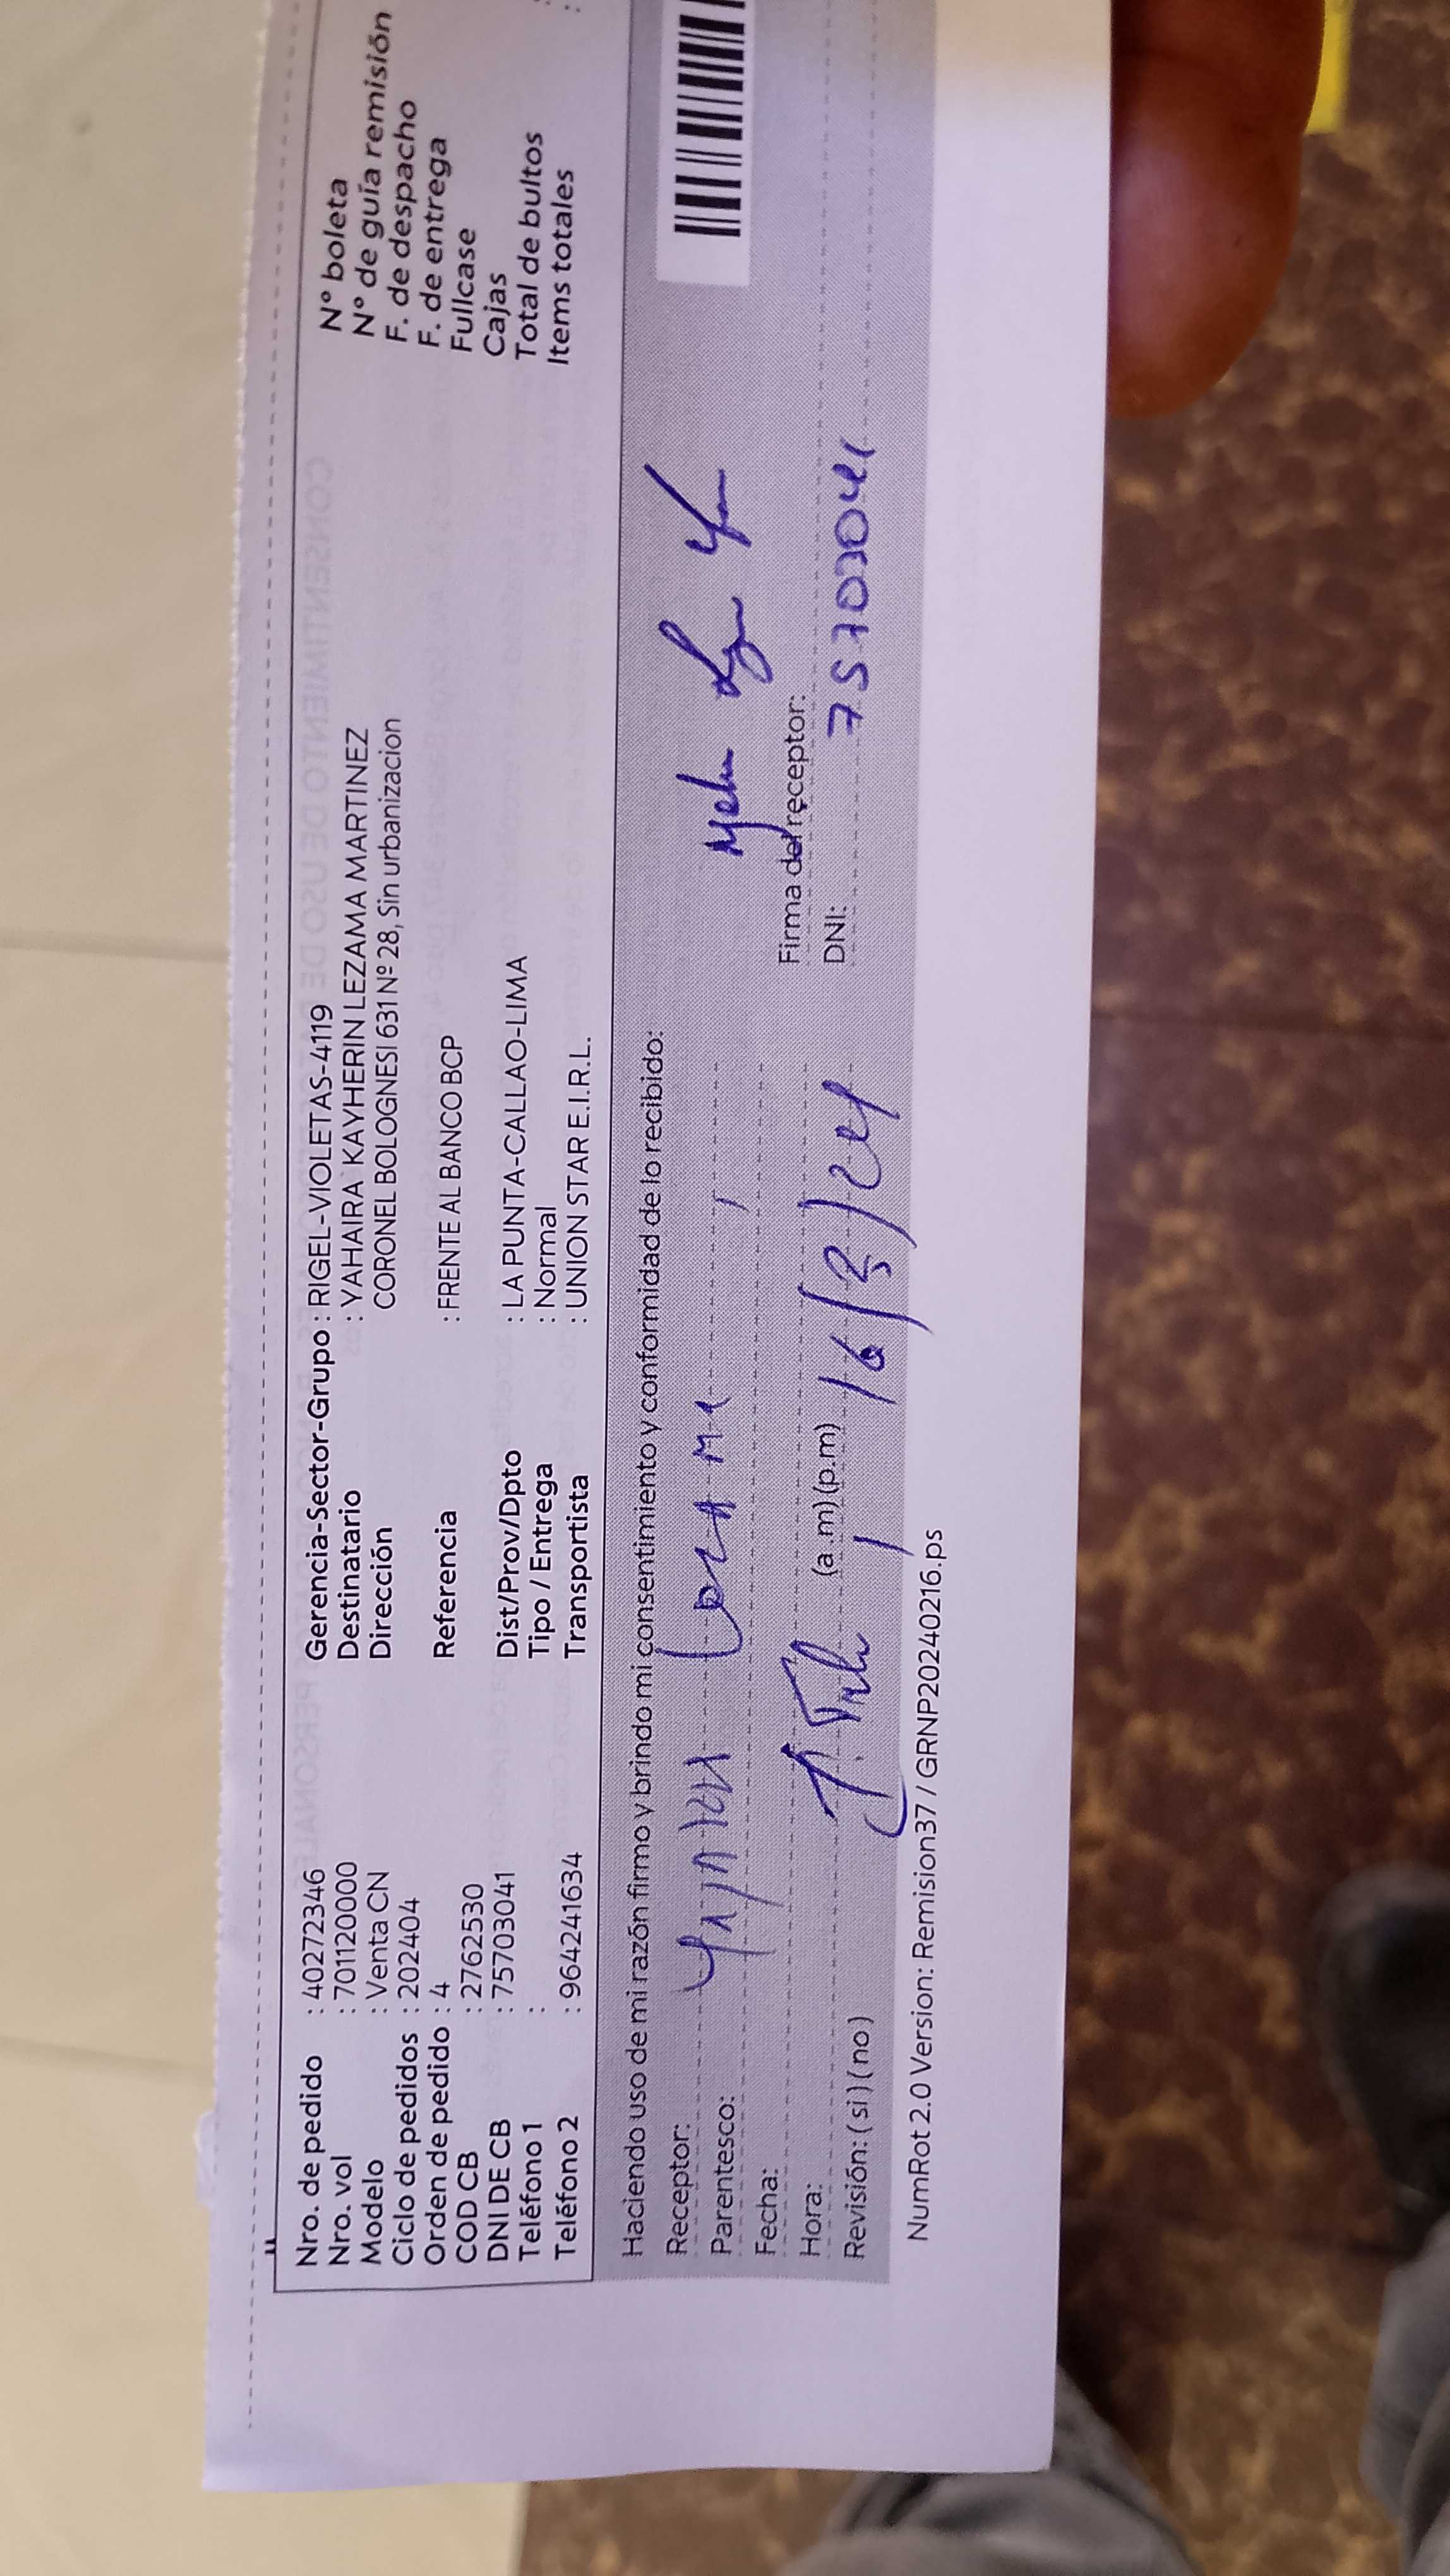 Nro. de pedido : 40272346
Nro. vol : 701120000
Modelo : Venta CN
Ciclo de pedidos : 202404
Orden de pedido : 4
COD CB : 2762530
DNI DE CB : 75703041
Teléfono 1 :
Teléfono 2 : 964241634
Gerencia-Sector-Grupo : RIGEL-VIOLETAS-4119
Destinatario : YAHAIRA KAYHERIN LEZAMA MARTINEZ
Dirección CORONEL BOLOGNESI 631 Nº 28, Sin urbanizacion
Referencia : FRENTE AL BANCO BCP
Dist/Prov/Dpto : LA PUNTA-CALLAO-LIMA
Tipo / Entrega : Normal
Transportista : UNION STAR E.I.R.L.
N° boleta
N° de guía remisión
F. de despacho
F. de entrega
Fullcase
Cajas
Total de bultos :
Items totales :
Haciendo uso de mi razón firmo y brindo mi consentimiento y conformidad de lo recibido:
Receptor:
Parentesco:
Fecha:
Hora: (a .m) (p.m) 16/2/24
Revisión: ( si ) ( no )
Firma del receptor:
DNI: 75703041
NumRot 2.0 Version: Remision37 / GRNP20240216.ps